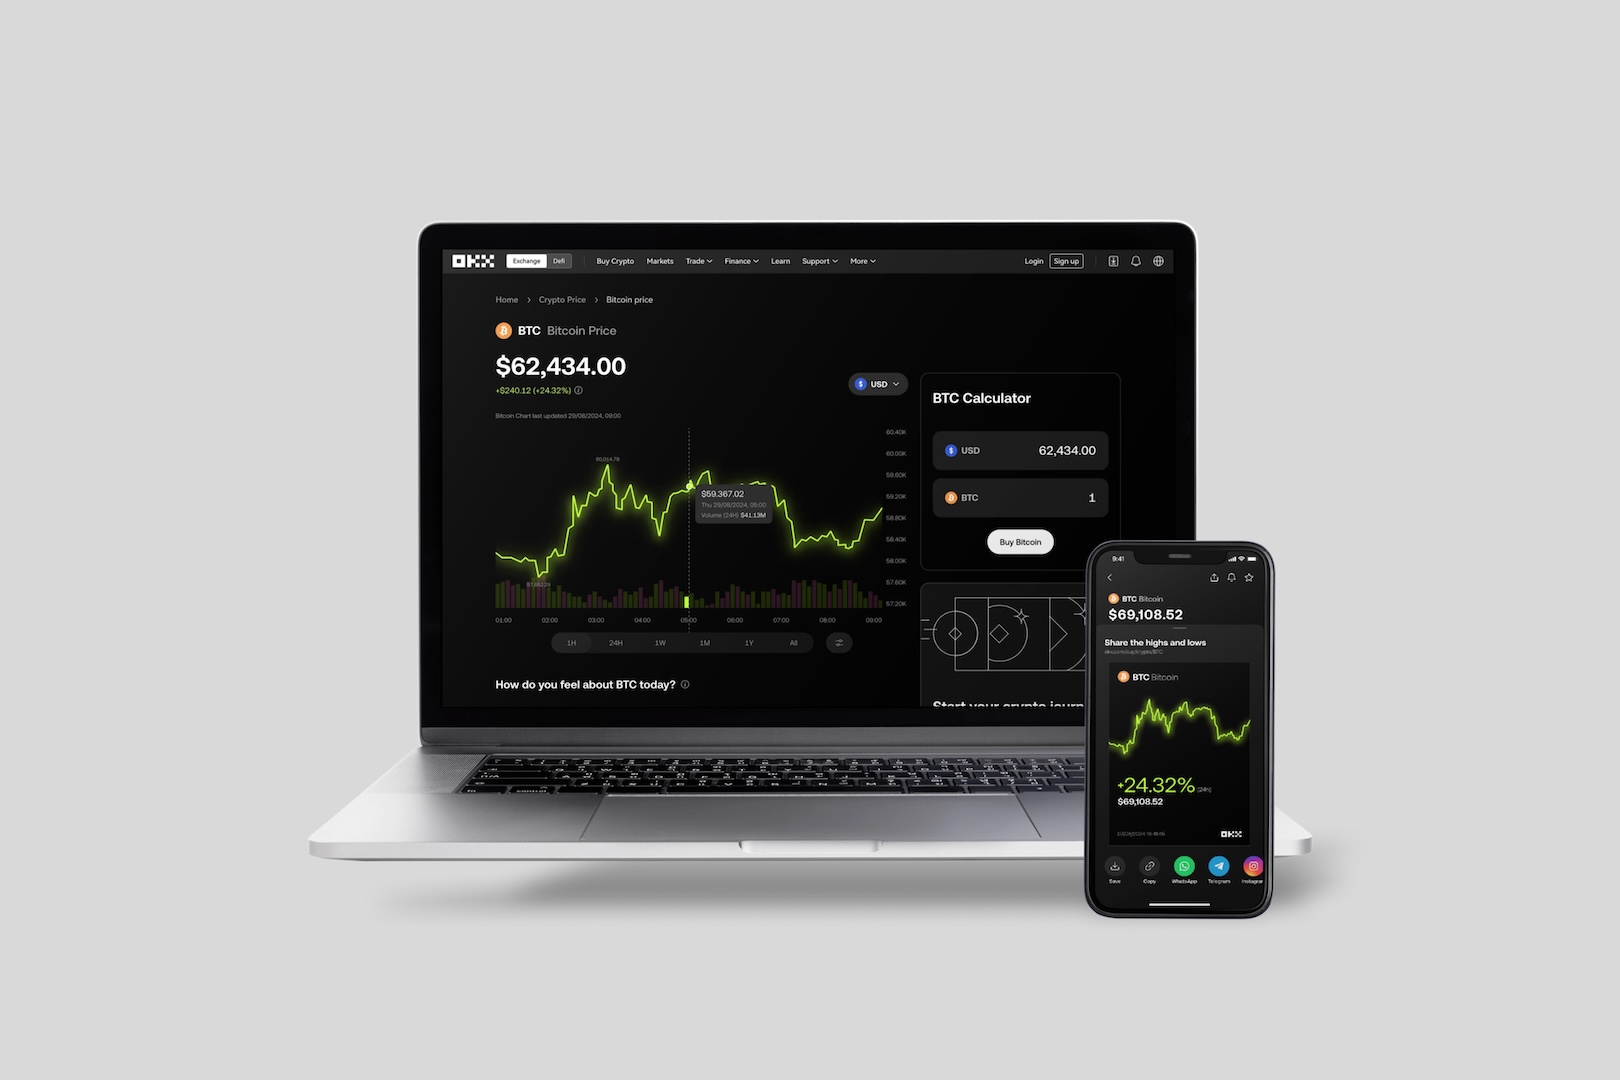 OKX Exchange Defi Buy Crypto Markets Trade Finance Learn Support More Login Sign up
Home > Crypto Price > Bitcoin price
BTC Bitcoin Price
$62,434.00
+$240.12 (+24.32%)
Bitcoin Chart last updated 29/08/2024, 09:00
USD
60.40K
60.00K
59.60K
59.20K
58.80K
58.40K
58.00K
57.60K
57.20K
60,014.79
$59.367.02
Thu 29/08/2024, 05:00
Volume (24H) $41.13M
01:00 02:00 03:00 04:00 05:00 06:00 07:00 08:00 09:00
1H 24H 1W 1M 1Y All
How do you feel about BTC today?
BTC Calculator
USD 62,434.00
BTC 1
Buy Bitcoin
Start your crypto journ
9:41
BTC Bitcoin
$69,108.52
Share the highs and lows
BTC Bitcoin
+24.32% (24h)
$69,108.52
OKX
Save Copy WhatsApp Telegram Instagram
control